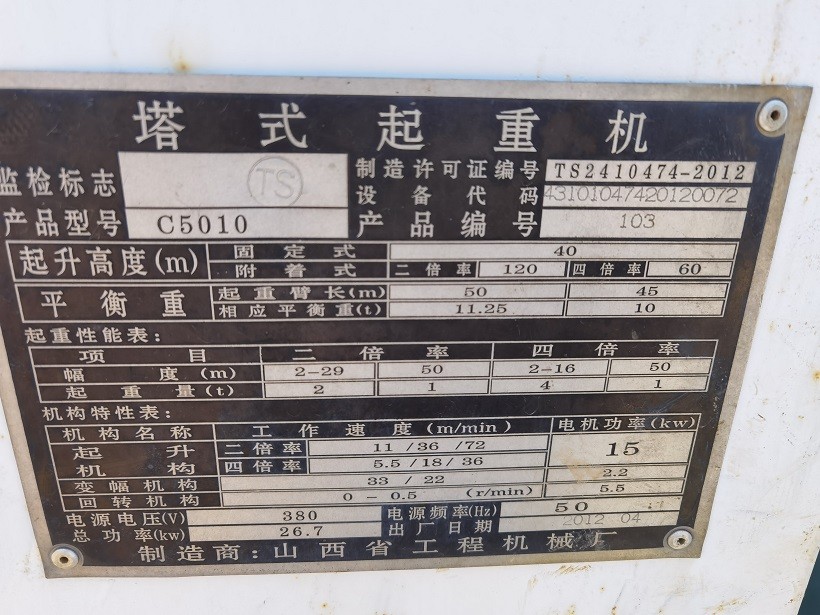 塔式起重机
监检标志 TS 制造许可证编号 TS2410474-2012
设备代码 43101047420120072
产品型号 C5010 产品编号 103
起升高度(m) 固定式 40
附着式 二倍率 120 四倍率 60
平衡重 起重臂长(m) 50 45
相应平衡重(t) 11.25 10
起重性能表:
项目 二倍率 四倍率
幅度(m) 2-29 50 2-16 50
起重量(t) 2 1 4 1
机构特性表:
机构名称 工作速度(m/min) 电机功率(kw)
起升机构 二倍率 11/36/72 15
四倍率 5.5/18/36
变幅机构 33/22 2.2
回转机构 0-0.5 (r/min) 5.5
电源电压(V) 380 电源频率(Hz) 50
总功率(kw) 26.7 出厂日期 2012 04
制造商:山西省工程机械厂